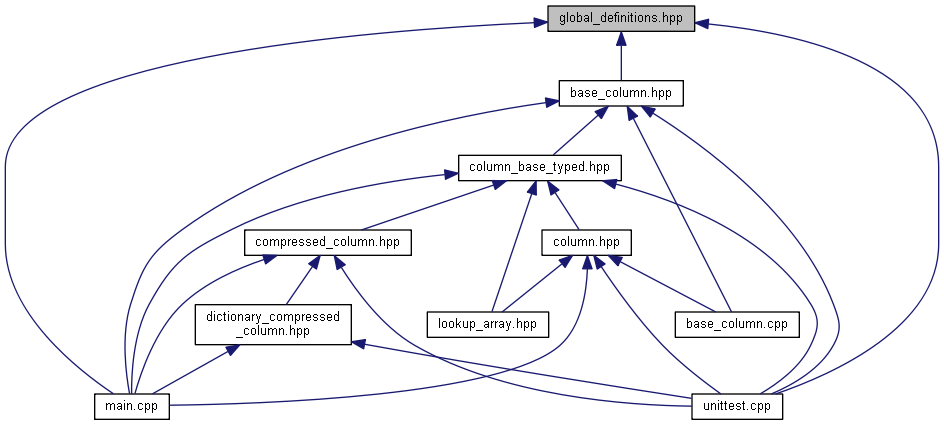 global_definitions.hpp
base_column.hpp
column_base_typed.hpp
compressed_column.hpp
column.hpp
dictionary_compressed
_column.hpp
lookup_array.hpp
base_column.cpp
main.cpp
unittest.cpp